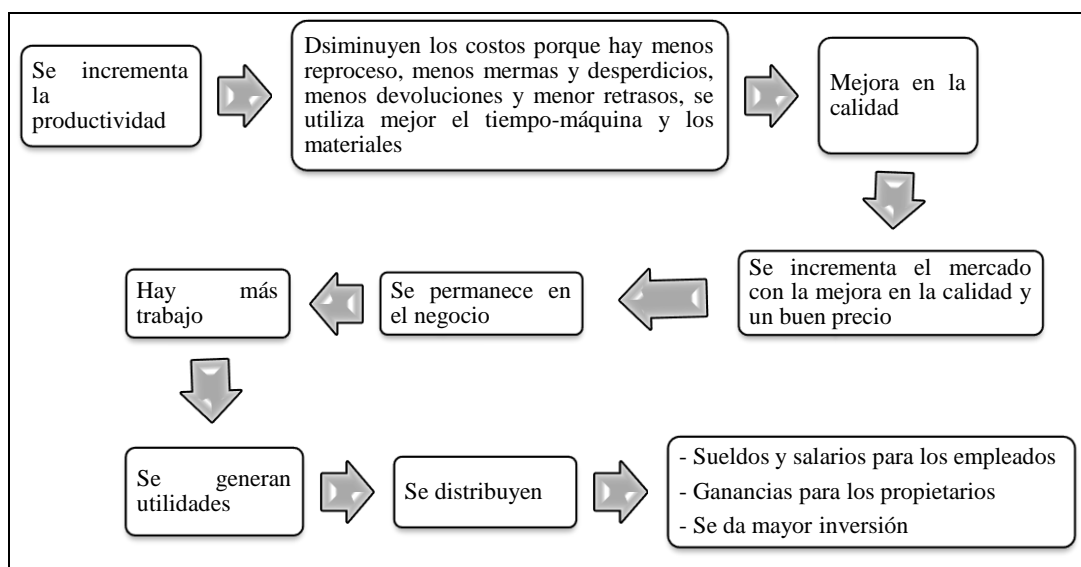 Se incrementa
la
productividad
Dsiminuyen los costos porque hay menos
reproceso, menos mermas y desperdicios,
menos devoluciones y menor retrasos, se
utiliza mejor el tiempo-máquina y los
materiales
Mejora en la
calidad
Se incrementa el mercado
con la mejora en la calidad y
un buen precio
Se permanece en
el negocio
Hay más
trabajo
Se generan
utilidades
Se distribuyen
- Sueldos y salarios para los empleados
- Ganancias para los propietarios
- Se da mayor inversión